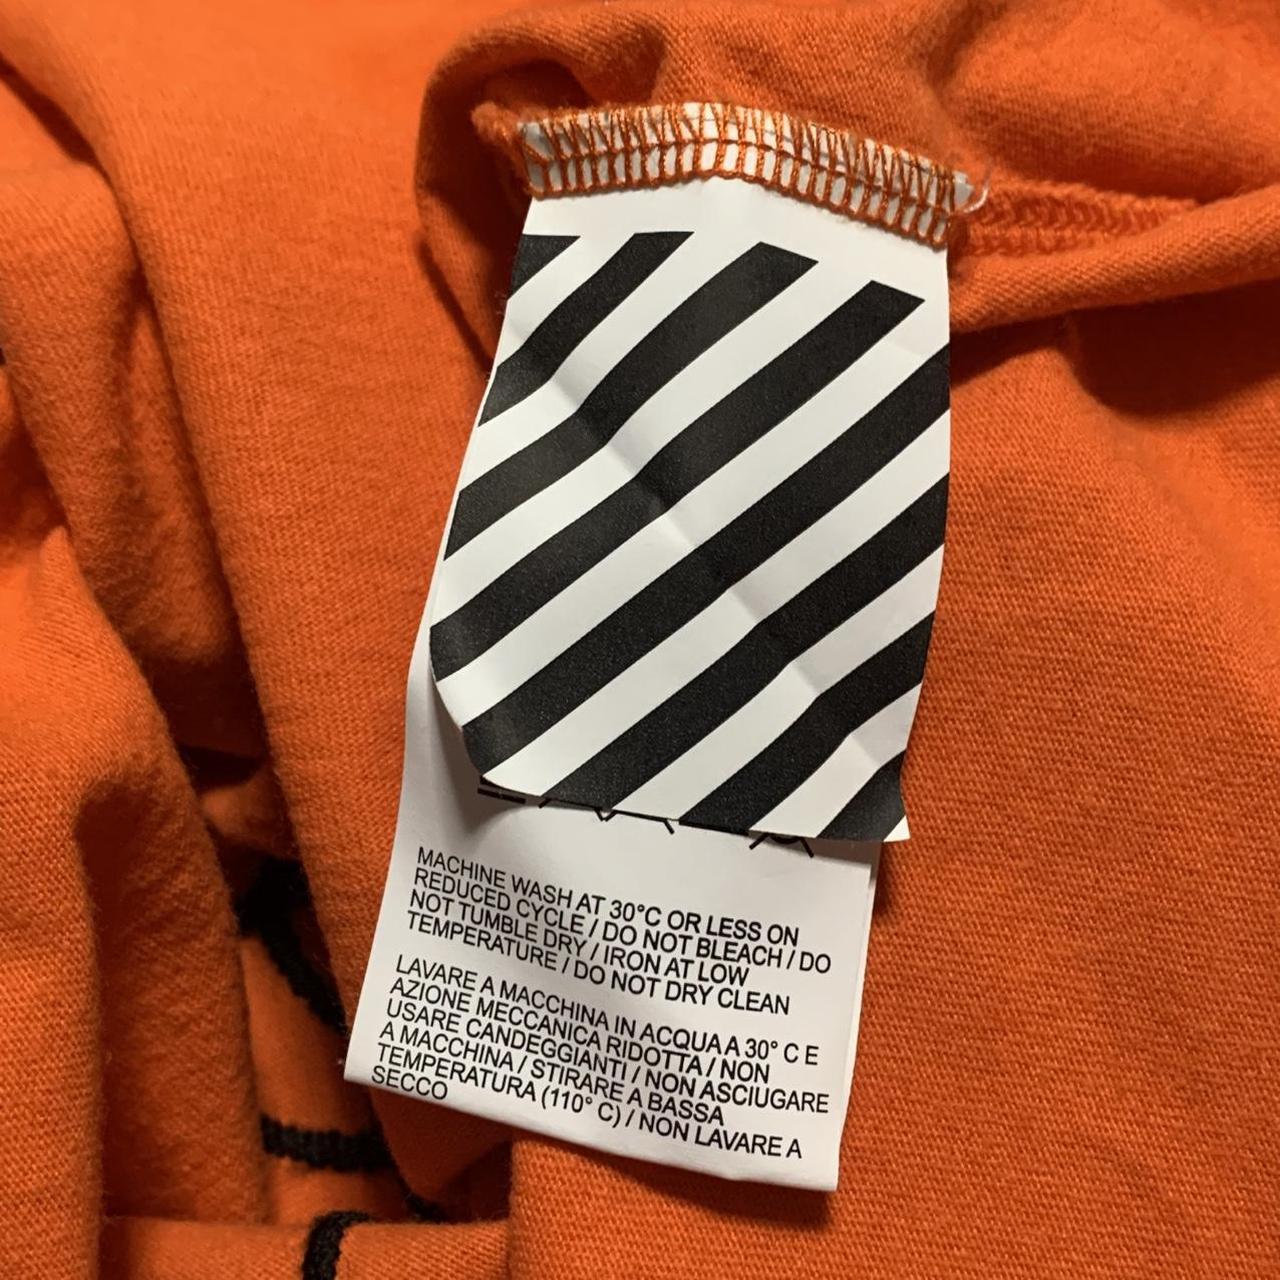 MACHINE WASH AT 30°C OR LESS ON
REDUCED CYCLE / DO NOT BLEACH / DO
NOT TUMBLE DRY / IRON AT LOW
TEMPERATURE / DO NOT DRY CLEAN
LAVARE A MACCHINA IN ACQUA A 30° C E
AZIONE MECCANICA RIDOTTA / NON
USARE CANDEGGIANTI / NON ASCIUGARE
A MACCHINA / STIRARE A BASSA
TEMPERATURA (110° C) / NON LAVARE A
SECCO